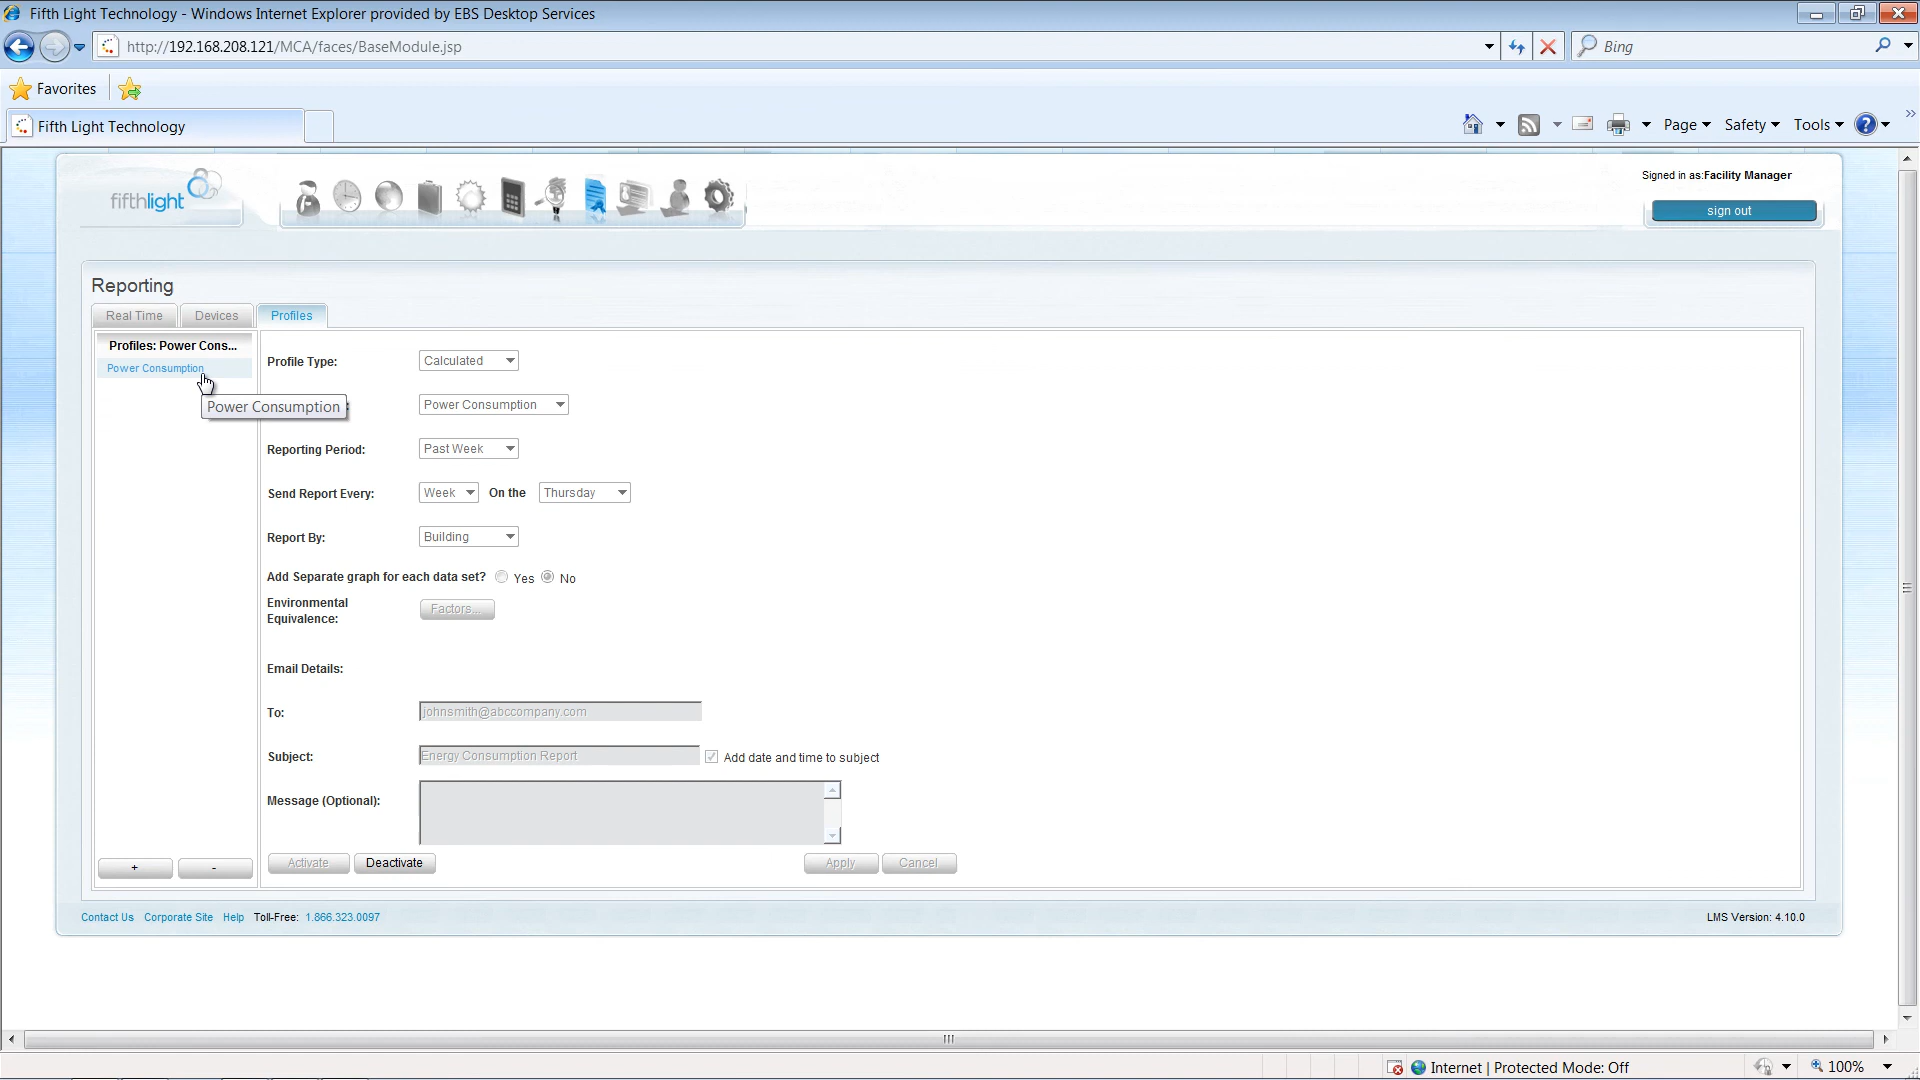 Fifth Light Technology - Windows Internet Explorer provided by EBS Desktop Services
http://192.168.208.121/MCA/faces/BaseModule.jsp
Bing
Favorites
Fifth Light Technology
Page Safety Tools
fifthlight
Signed in as:Facility Manager
sign out
Reporting
Real Time Devices Profiles
Profiles: Power Cons...
Power Consumption
Power Consumption
Profile Type: Calculated
Power Consumption
Reporting Period: Past Week
Send Report Every: Week On the Thursday
Report By: Building
Add Separate graph for each data set? Yes No
Environmental
Equivalence: Factors...
Email Details:
To: johnsmith@abccompany.com
Subject: Energy Consumption Report Add date and time to subject
Message (Optional):
+ - Activate Deactivate Apply Cancel
Contact Us Corporate Site Help Toll-Free: 1.866.323.0097 LMS Version: 4.10.0
Internet | Protected Mode: Off 100%